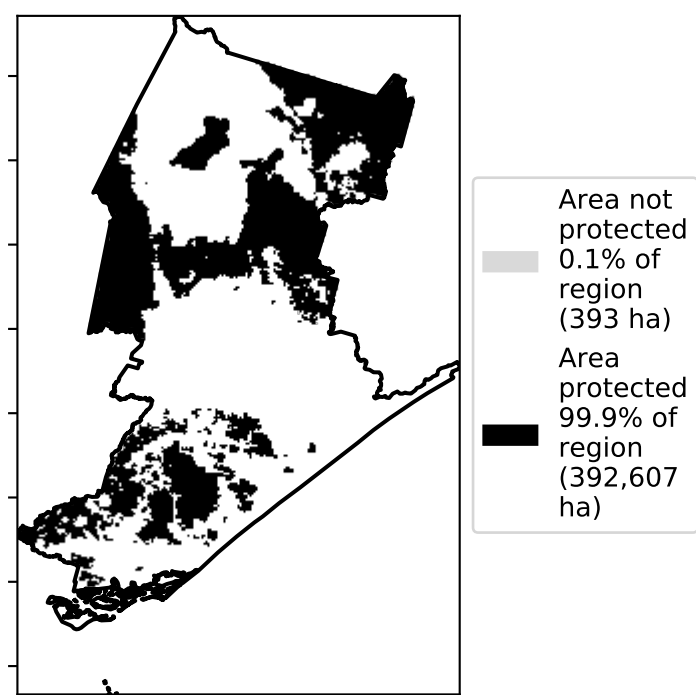 Area not
protected
0.1% of
region
(393 ha)
Area
protected
99.9% of
region
(392,607
ha)